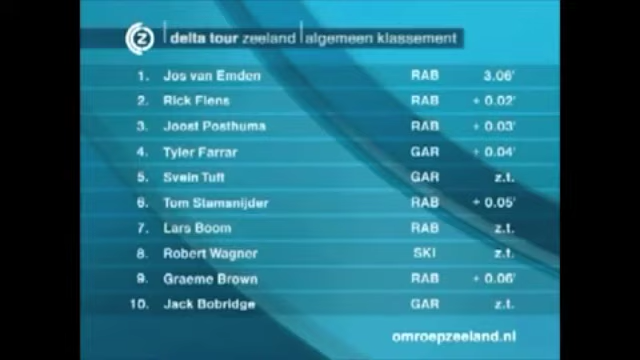 Z delta tour zeeland algemeen klassement
1. Jos van Emden RAB 3.06'
2. Rick Flens RAB + 0.02'
3. Joost Posthuma RAB + 0.03'
4. Tyler Farrar GAR + 0.04'
5. Svein Tuft GAR z.t.
6. Tom Stamsnijder RAB + 0.05'
7. Lars Boom RAB z.t.
8. Robert Wagner SKI z.t.
9. Graeme Brown RAB + 0.06'
10. Jack Bobridge GAR z.t.
omroepzeeland.nl